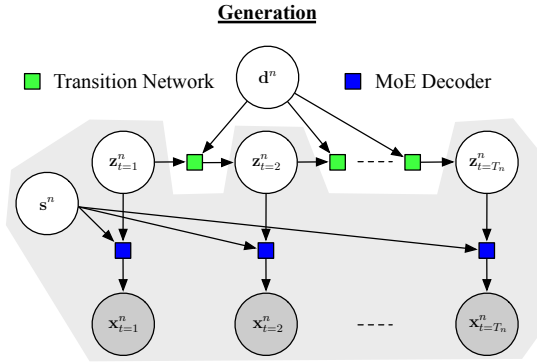 Generation
d^n
Transition Network
MoE Decoder
z^n_{t=1}
z^n_{t=2}
z^n_{t=T_n}
s^n
x^n_{t=1}
x^n_{t=2}
x^n_{t=T_n}